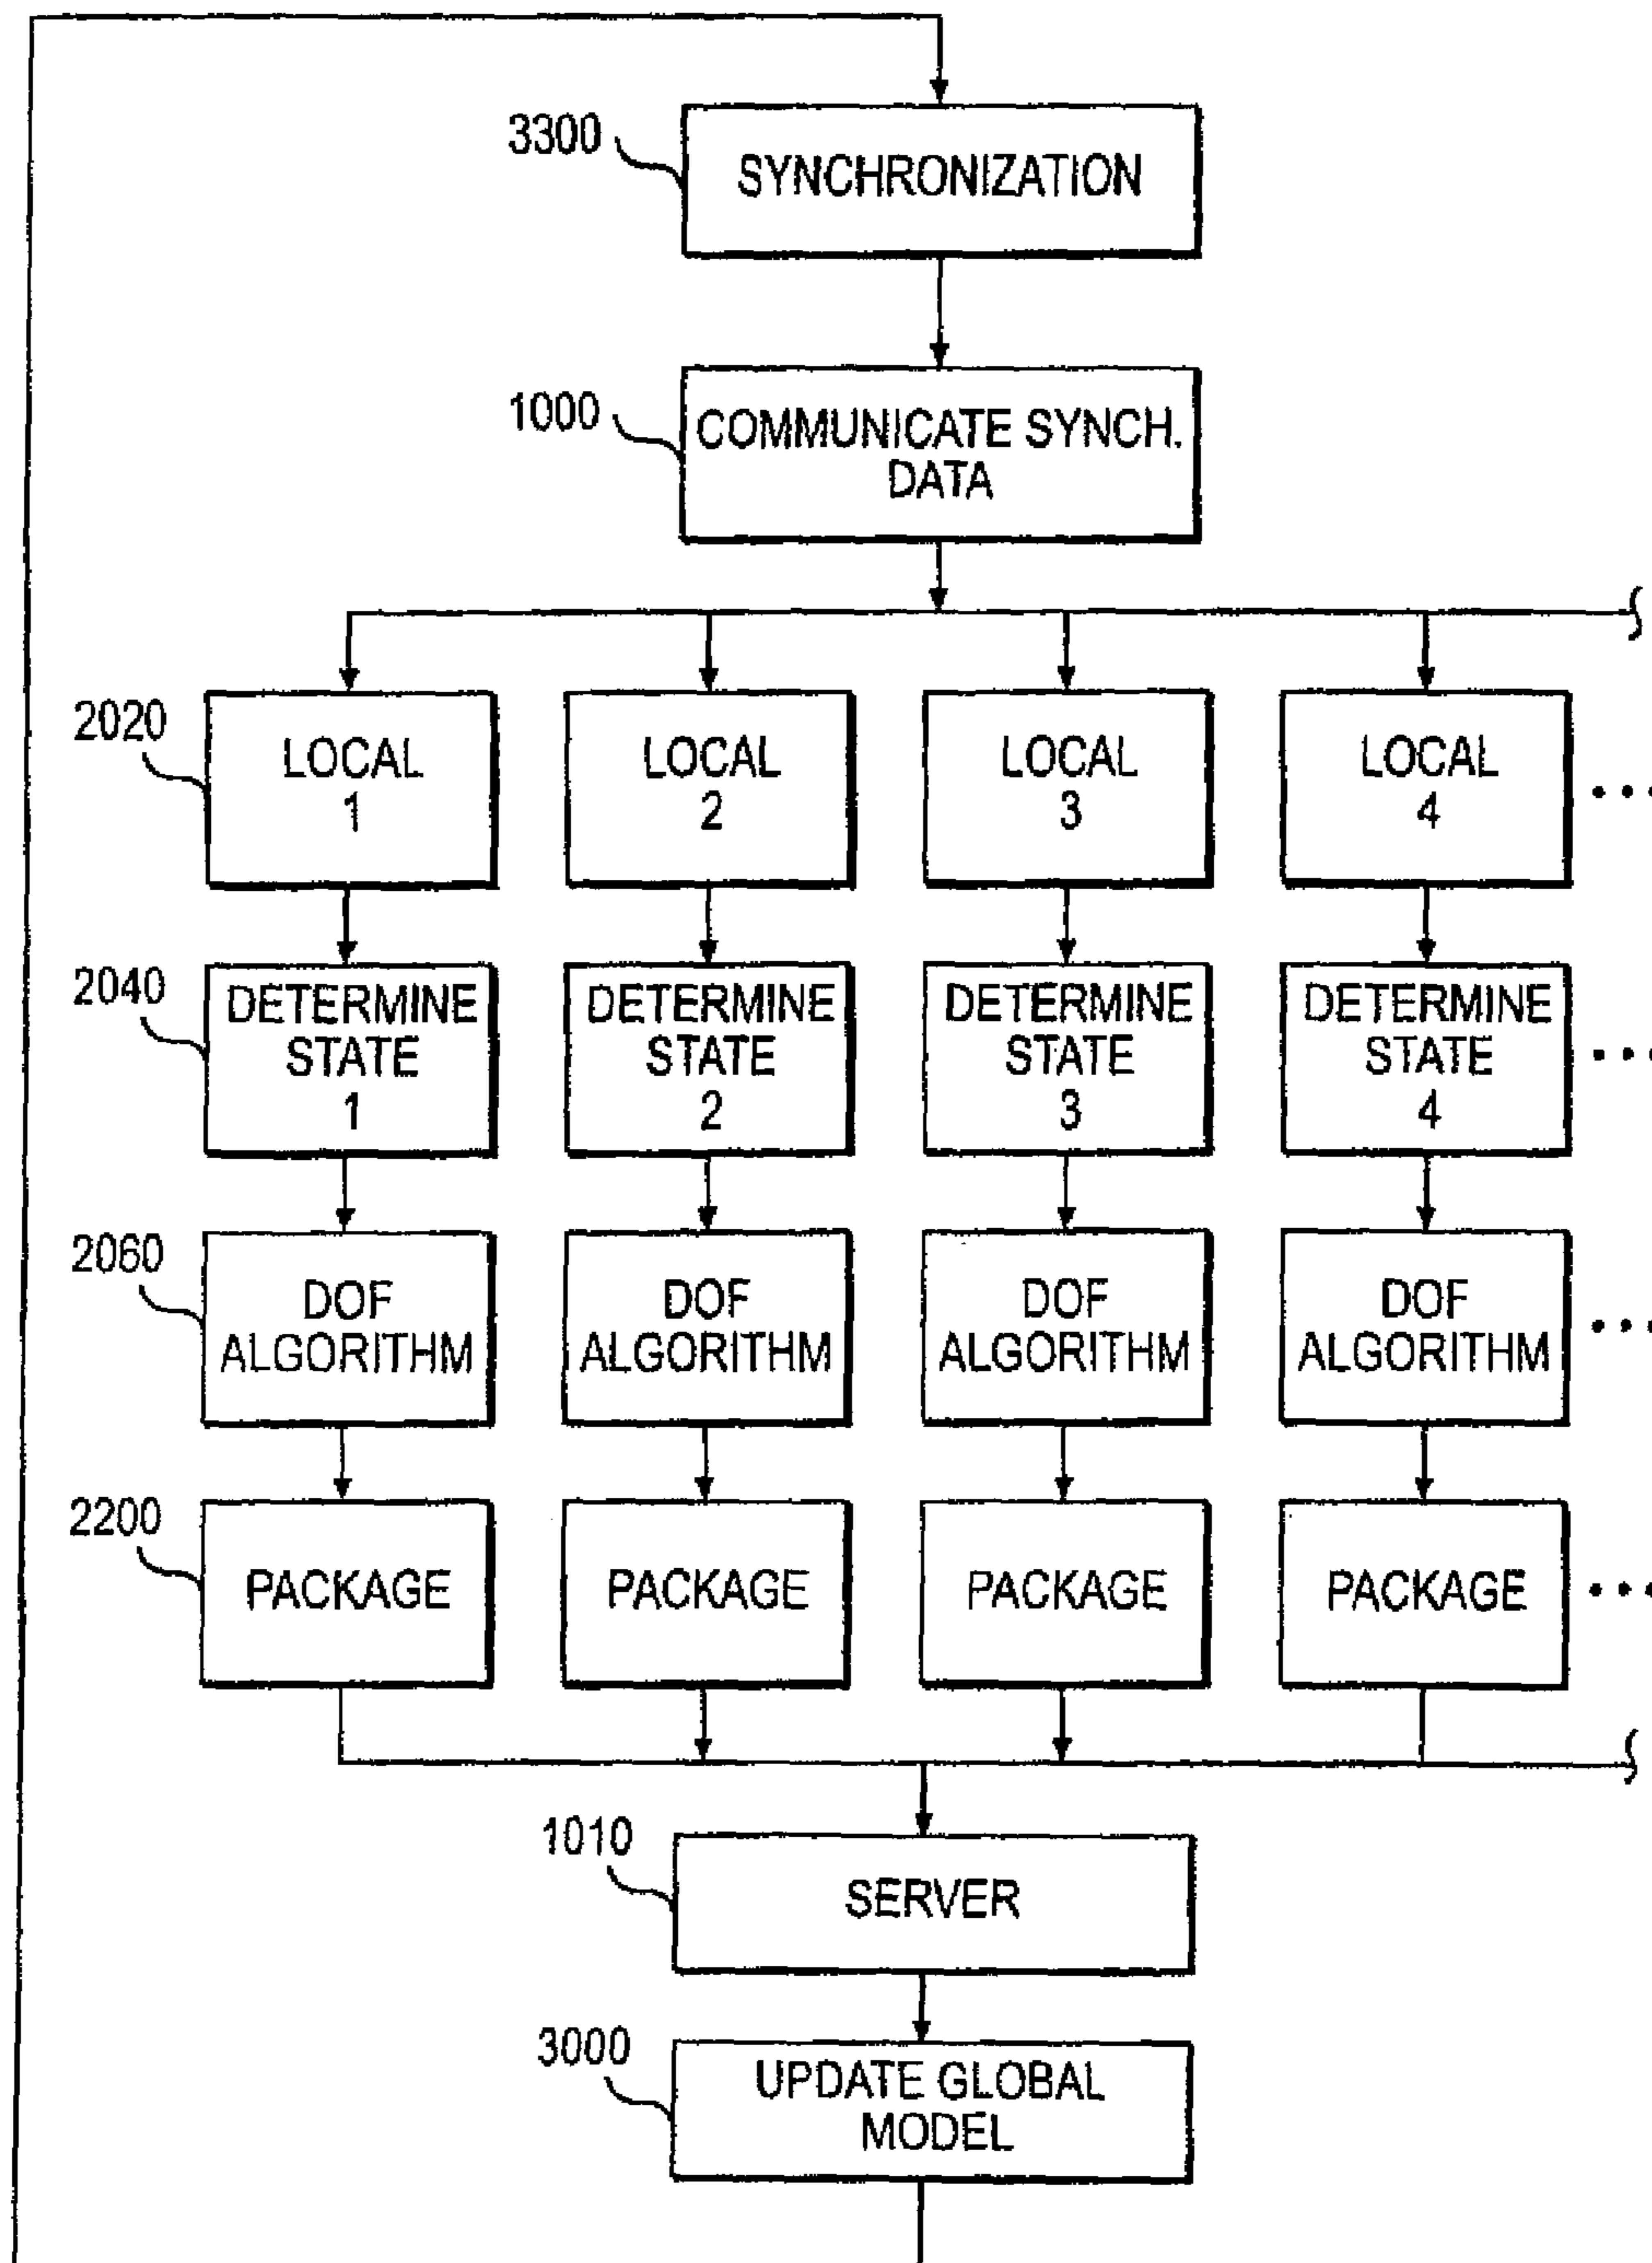 3300
SYNCHRONIZATION
1000
COMMUNICATE SYNCH.
DATA
2020
LOCAL
1
LOCAL
2
LOCAL
3
LOCAL
4
...
2040
DETERMINE
STATE
1
DETERMINE
STATE
2
DETERMINE
STATE
3
DETERMINE
STATE
4
...
2060
DOF
ALGORITHM
DOF
ALGORITHM
DOF
ALGORITHM
DOF
ALGORITHM
...
2200
PACKAGE
PACKAGE
PACKAGE
PACKAGE
...
1010
SERVER
3000
UPDATE GLOBAL
MODEL